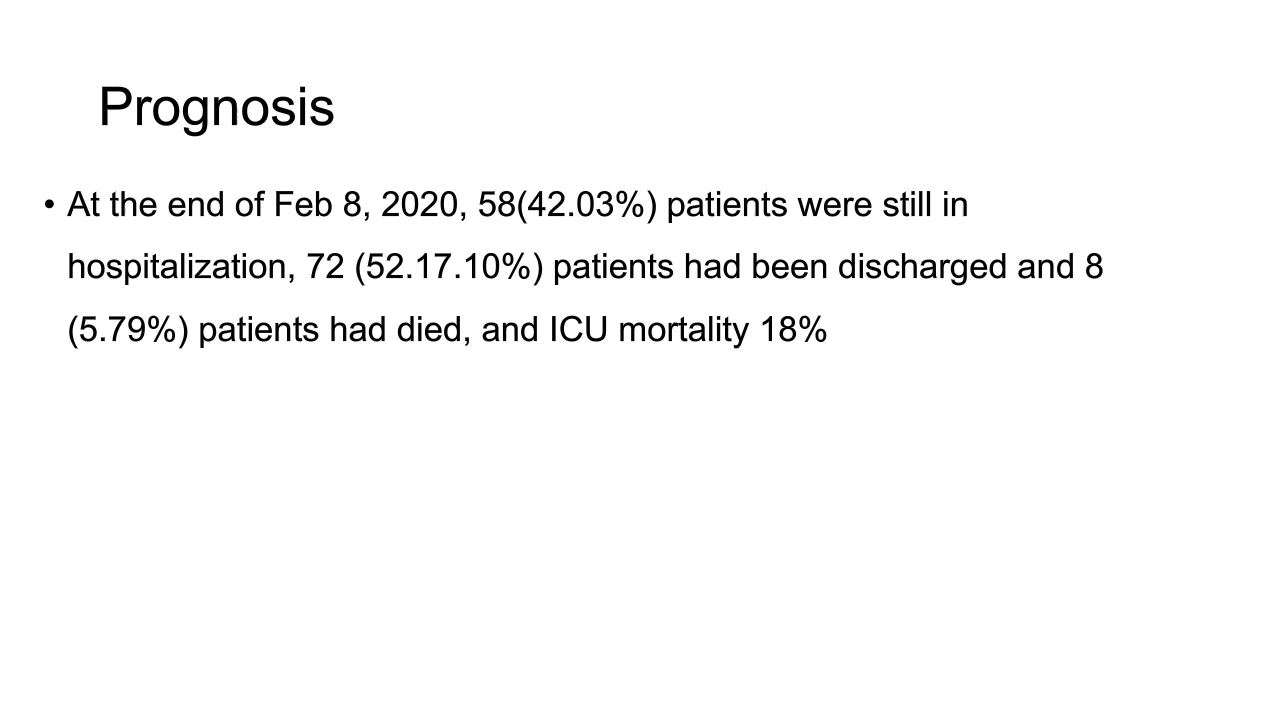 Prognosis
• At the end of Feb 8, 2020, 58(42.03%) patients were still in
hospitalization, 72 (52.17.10%) patients had been discharged and 8
(5.79%) patients had died, and ICU mortality 18%